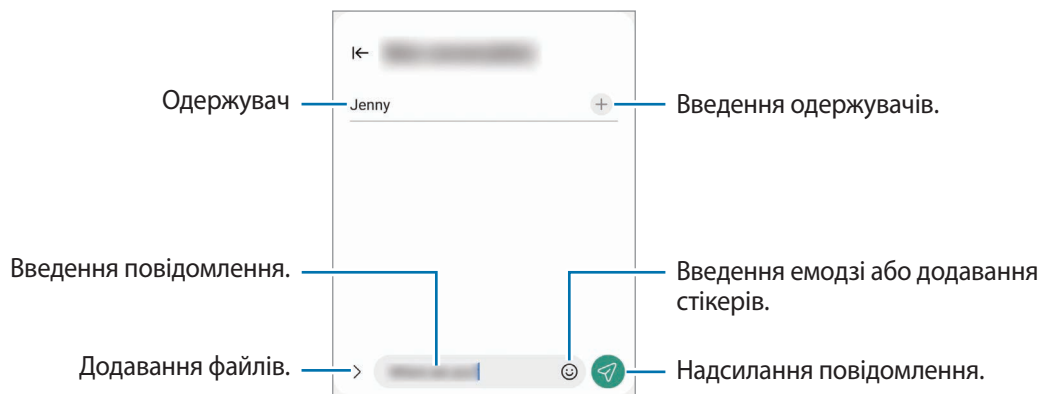 Одержувач
Jenny
Введення одержувачів.
Введення повідомлення.
Введення емодзі або додавання
стікерів.
Додавання файлів.
Надсилання повідомлення.